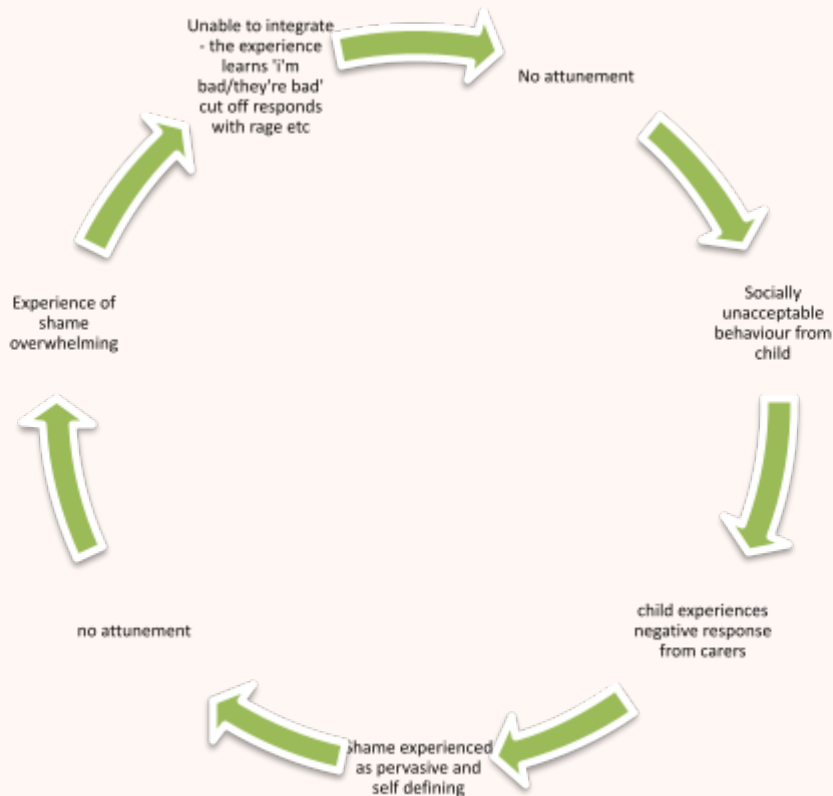 Unable to integrate
- the experience
learns 'i'm
bad/they're bad'
cut off responds
with rage etc
No attunement
Socially
unacceptable
behaviour from
child
child experiences
negative response
from carers
Shame experienced
as pervasive and
self defining
no attunement
Experience of
shame
overwhelming